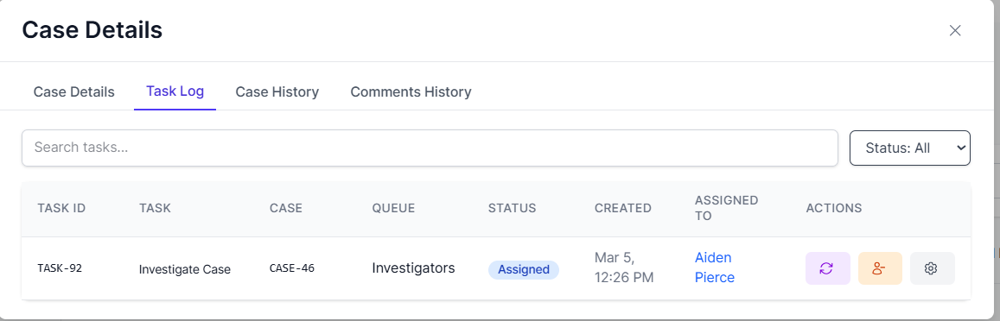 Case Details
Case Details Task Log Case History Comments History
Search tasks... Status: All
TASK ID TASK CASE QUEUE STATUS CREATED ASSIGNED TO ACTIONS
TASK-92 Investigate Case CASE-46 Investigators Assigned Mar 5, 12:26 PM Aiden Pierce